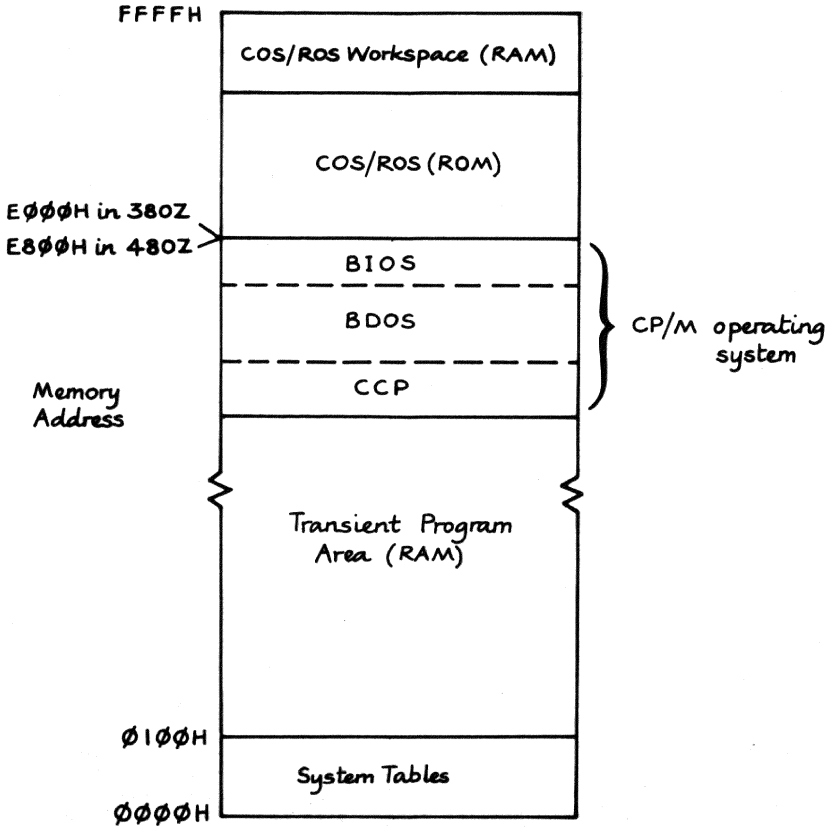 FFFFH
COS/ROS Workspace (RAM)
COS/ROS (ROM)
EØØØH in 380Z
E8ØØH in 480Z
BIOS
BDOS
CP/M operating
system
CCP
Memory
Address
Transient Program
Area (RAM)
Ø1ØØH
System Tables
ØØØØH